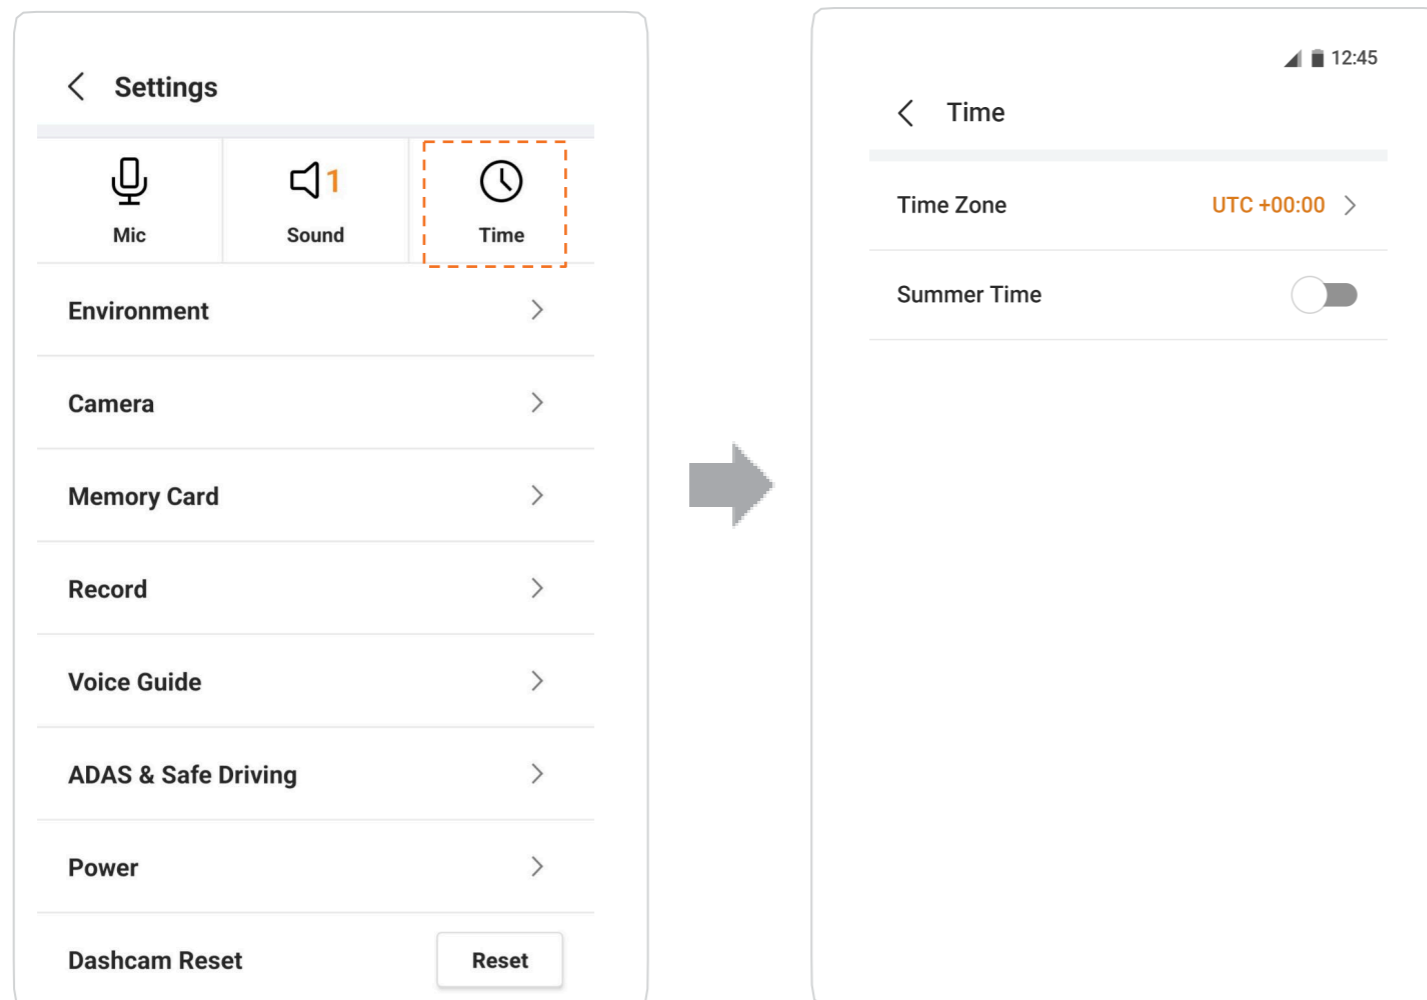 Settings
1
Mic
Sound
Time
Environment
Camera
Memory Card
Record
Voice Guide
ADAS & Safe Driving
Power
Dashcam Reset
Reset
12:45
Time
Time Zone
UTC +00:00
Summer Time